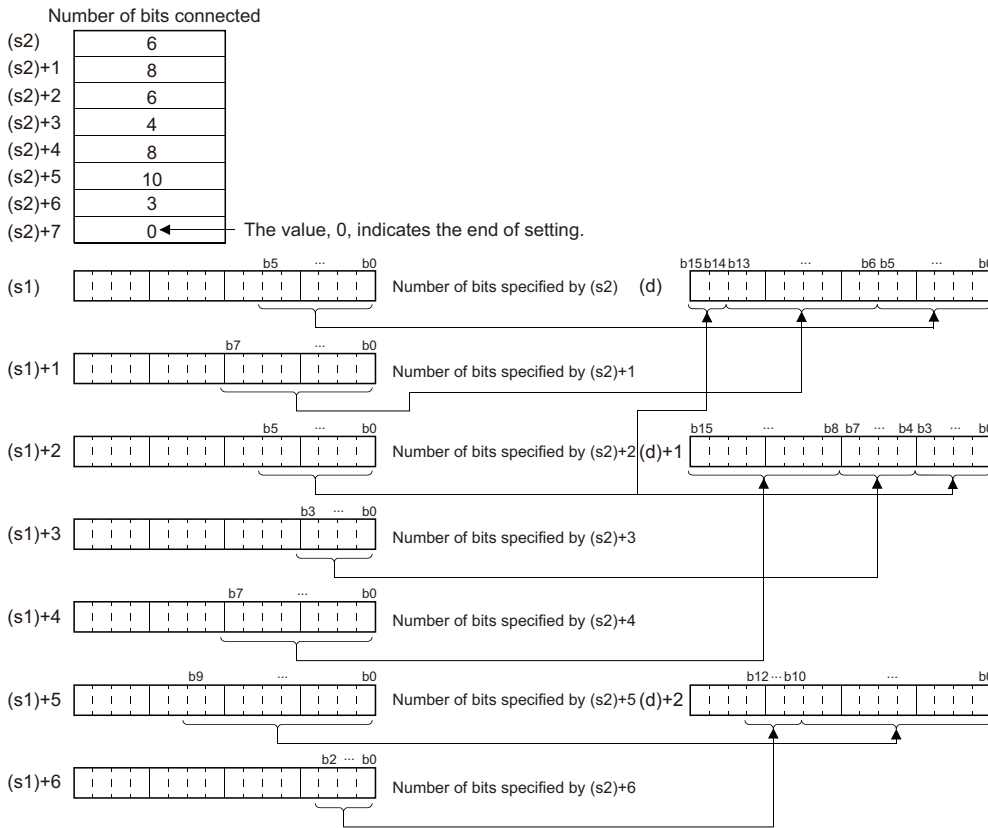 Number of bits connected
(s2) 6
(s2)+1 8
(s2)+2 6
(s2)+3 4
(s2)+4 8
(s2)+5 10
(s2)+6 3
(s2)+7 0 The value, 0, indicates the end of setting.
b5 ... b0 b15 b14 b13 ... b6 b5 ... b0
(s1) Number of bits specified by (s2) (d)
b7 ... b0
(s1)+1 Number of bits specified by (s2)+1
b5 ... b0 b15 ... b8 b7 ... b4 b3 ... b0
(s1)+2 Number of bits specified by (s2)+2 (d)+1
b3 ... b0
(s1)+3 Number of bits specified by (s2)+3
b7 ... b0
(s1)+4 Number of bits specified by (s2)+4
b9 ... b0 b12 ... b10 ... b0
(s1)+5 Number of bits specified by (s2)+5 (d)+2
b2 ... b0
(s1)+6 Number of bits specified by (s2)+6